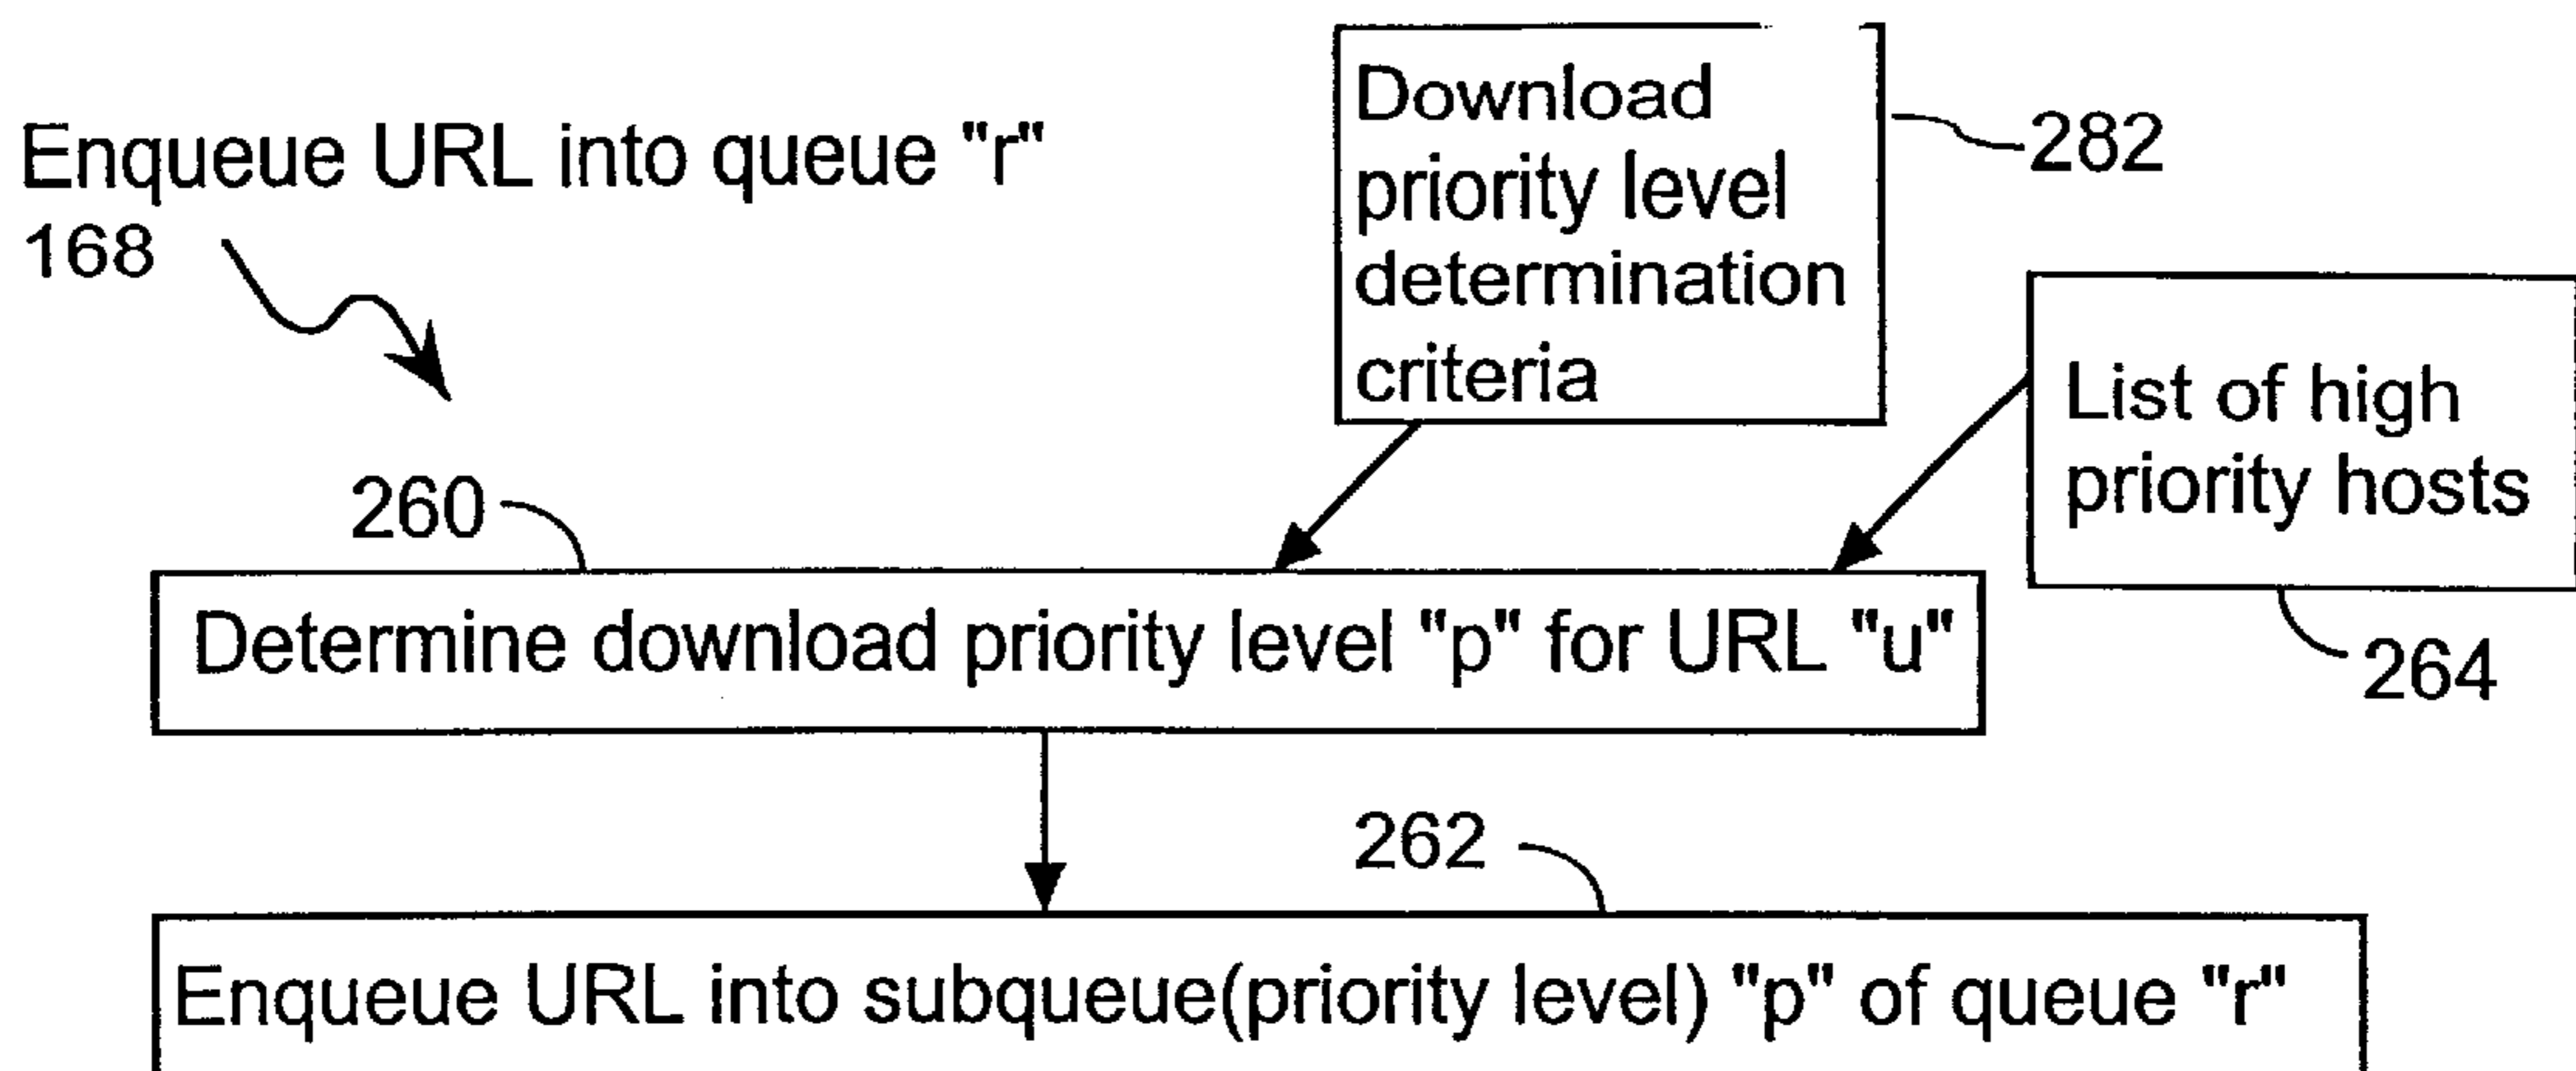 Enqueue URL into queue "r"
168
Download
priority level
determination
criteria
282
List of high
priority hosts
264
260
Determine download priority level "p" for URL "u"
262
Enqueue URL into subqueue(priority level) "p" of queue "r"